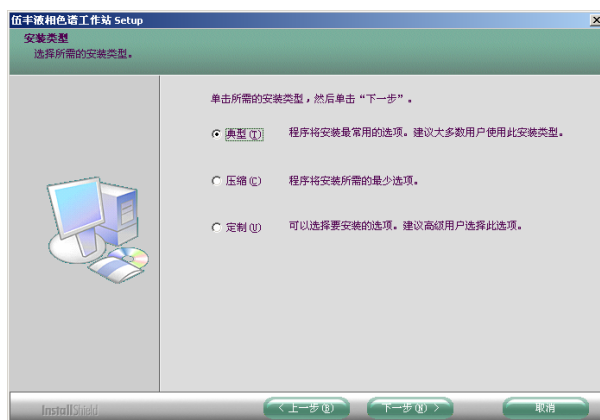 伍丰液相色谱工作站 Setup
安装类型
选择所需的安装类型。
单击所需的安装类型，然后单击“下一步”。
典型(T) 程序将安装最常用的选项。建议大多数用户使用此安装类型。
压缩(C) 程序将安装所需的最少选项。
定制(U) 可以选择要安装的选项。建议高级用户选择此选项。
InstallShield
< 上一步(B) 下一步(N) > 取消